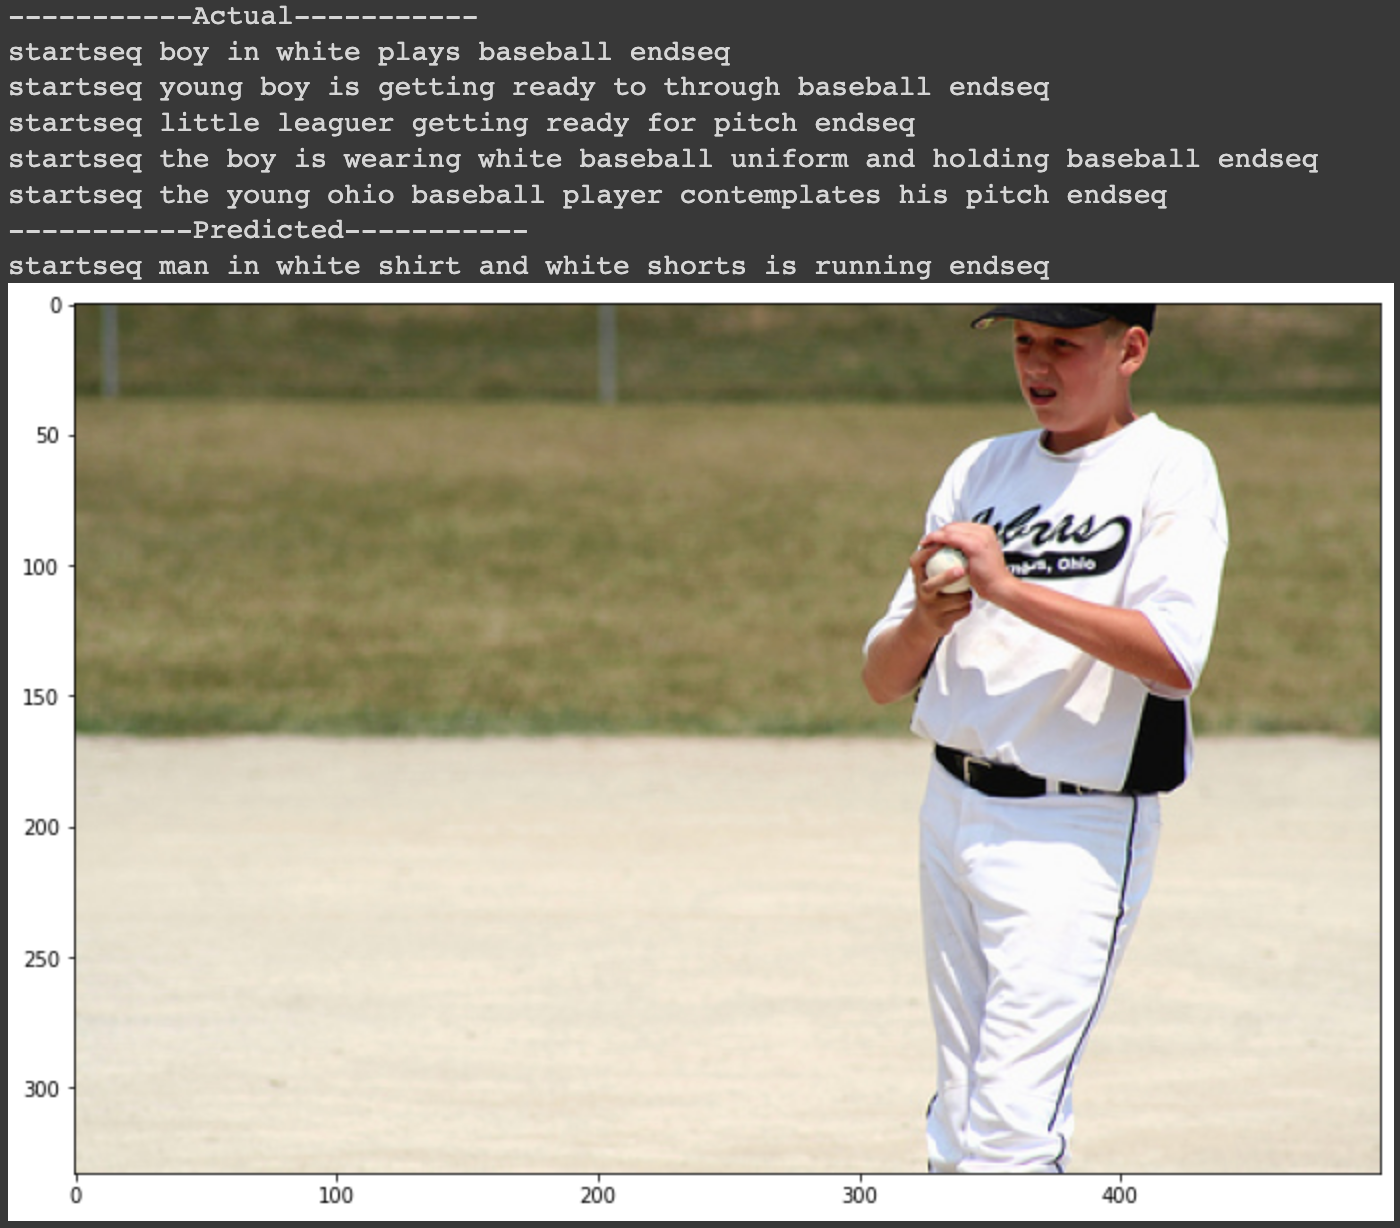 -----------Actual-----------
startseq boy in white plays baseball endseq
startseq young boy is getting ready to through baseball endseq
startseq little leaguer getting ready for pitch endseq
startseq the boy is wearing white baseball uniform and holding baseball endseq
startseq the young ohio baseball player contemplates his pitch endseq
-----------Predicted-----------
startseq man in white shirt and white shorts is running endseq
0
50
100
150
200
250
300
Ohio
0 100 200 300 400